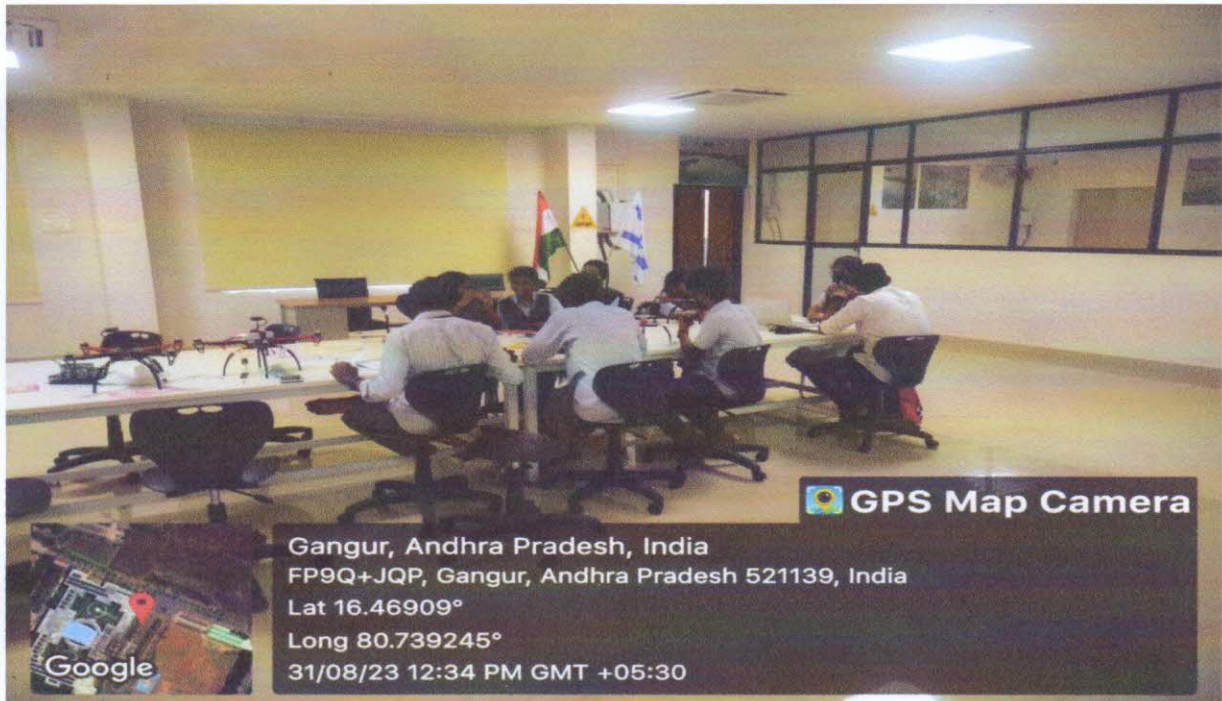 GPS Map Camera
Gangur, Andhra Pradesh, India
FP9Q+JQP, Gangur, Andhra Pradesh 521139, India
Lat 16.46909°
Long 80.739245°
31/08/23 12:34 PM GMT +05:30
Google